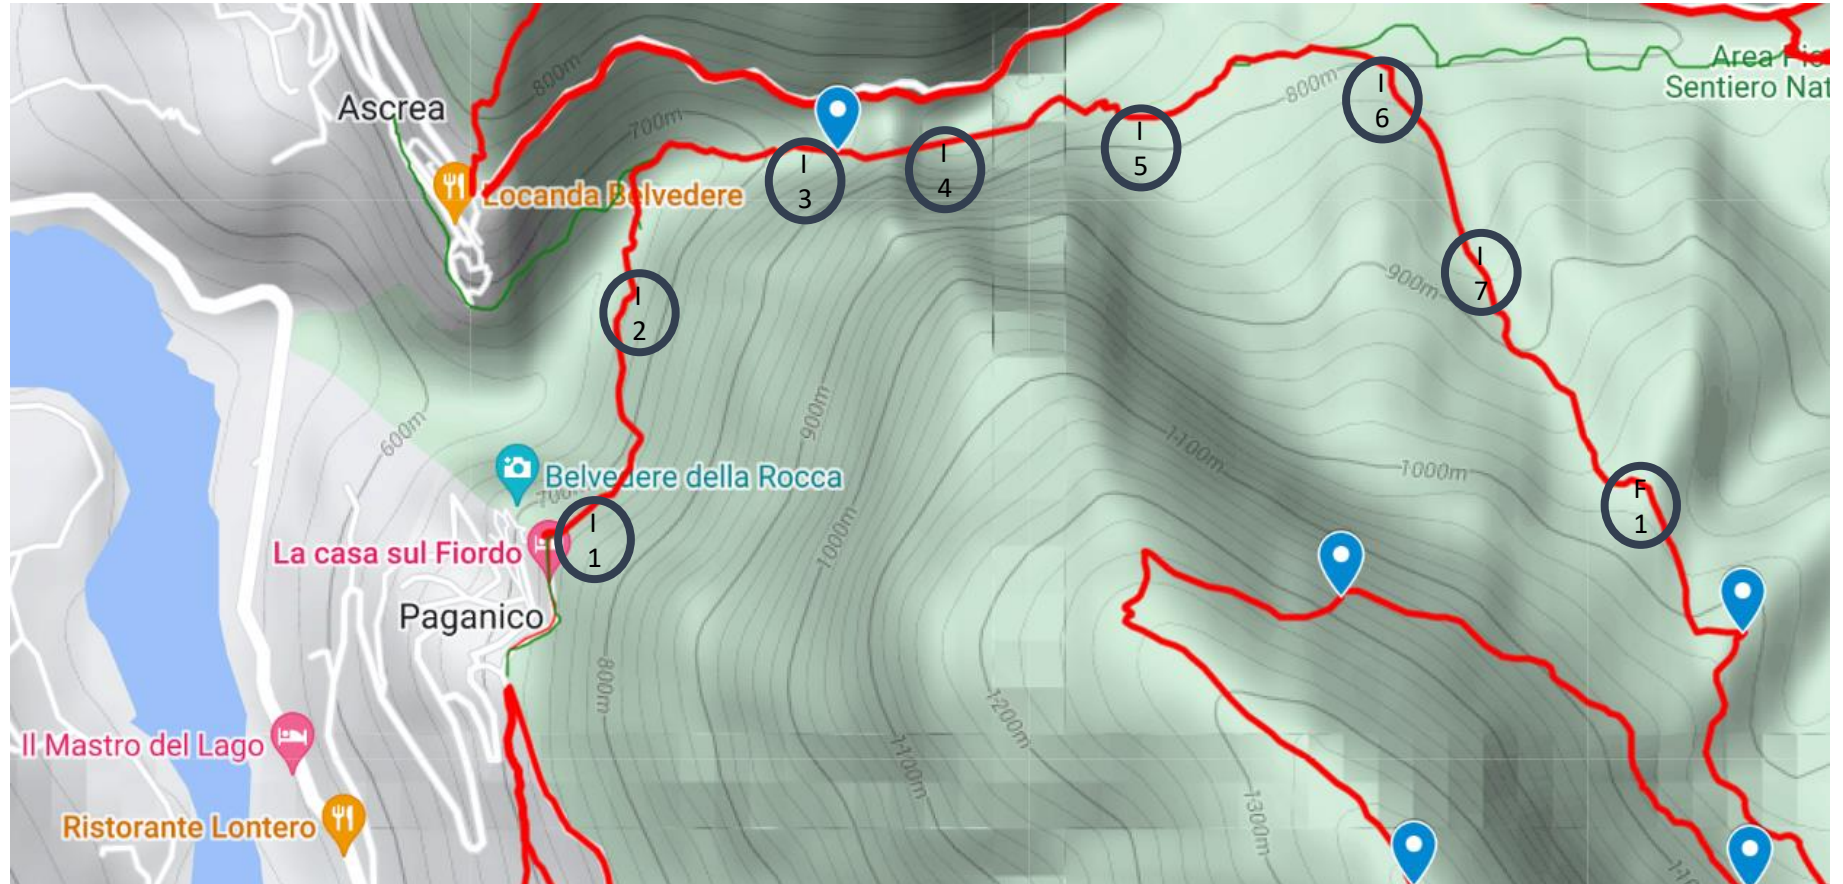 800m
Area Pic
Sentiero Nat
Ascrea
700m
800m
I
6
I
3
I
4
I
5
Locanda Belvedere
I
7
900m
I
2
600m
900m
1100m
1000m
Belvedere della Rocca
700m
F
1
I
1
1000m
La casa sul Fiordo
Paganico
800m
1200m
Il Mastro del Lago
1100m
1300m
Ristorante Lontero